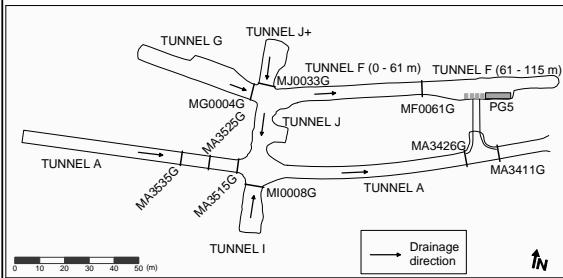 TUNNEL J+
TUNNEL G
TUNNEL F (0 - 61 m)
TUNNEL F (61 - 115 m)
MJ0033G
MG0004G
MF0061G
PG5
MA3525G
TUNNEL J
MA3426G
TUNNEL A
MA3535G
MA3515G
MI0008G
TUNNEL A
MA3411G
TUNNEL I
Drainage
direction
0 10 20 30 40 50 (m)
N